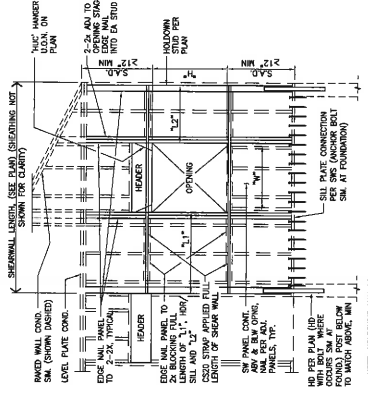 SHEARWALL LENGTH, (SEE PLAN) (SHEATHING NOT
SHOWN FOR CLARITY)
RAKED WALL COND.
SIM. (SHOWN DASHED)
LEVEL PLATE COND.
EDGE NAIL PANEL
TO 2-2X, TYPICAL
HEADER
EDGE NAIL PANEL TO
2x BLOCKING FULL
LENGTH OF "L1", HDR/
SILL AND "L2"
CS20 STRAP APPLIED FULL
LENGTH OF SHEAR WALL
SW PANEL CONT.
ABV & BLW OPNG,
NAIL PER ADJ.
PANELS, TYP.
HD PER PLAN (HD
WITH BOLT WHERE
OCCURS SIM AT
FOUND.) POST BELOW
TO MATCH ABOVE, MIN
HEADER
OPENING
"L1"
"L2"
"W"
"HUC" HANGER
U.O.N. ON
PLAN
2-2x ADJ TO
OPENING STAG
EDGE NAIL
INTO EA STUD
S.A.D.
≥12" MIN
HOLDOWN
STUD PER
PLAN
"H"
S.A.D.
≥12" MIN
SILL PLATE CONNECTION
PER SWS (ANCHOR BOLT
SIM. AT FOUNDATION)